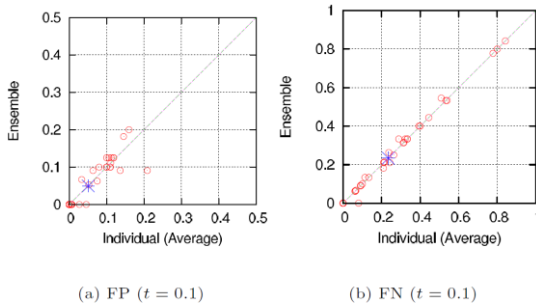 0.5
0.4
0.3
0.2
0.1
0
Ensemble
0 0.1 0.2 0.3 0.4 0.5
Individual (Average)
(a) FP (t = 0.1)
1
0.8
0.6
0.4
0.2
0
Ensemble
0 0.2 0.4 0.6 0.8 1
Individual (Average)
(b) FN (t = 0.1)